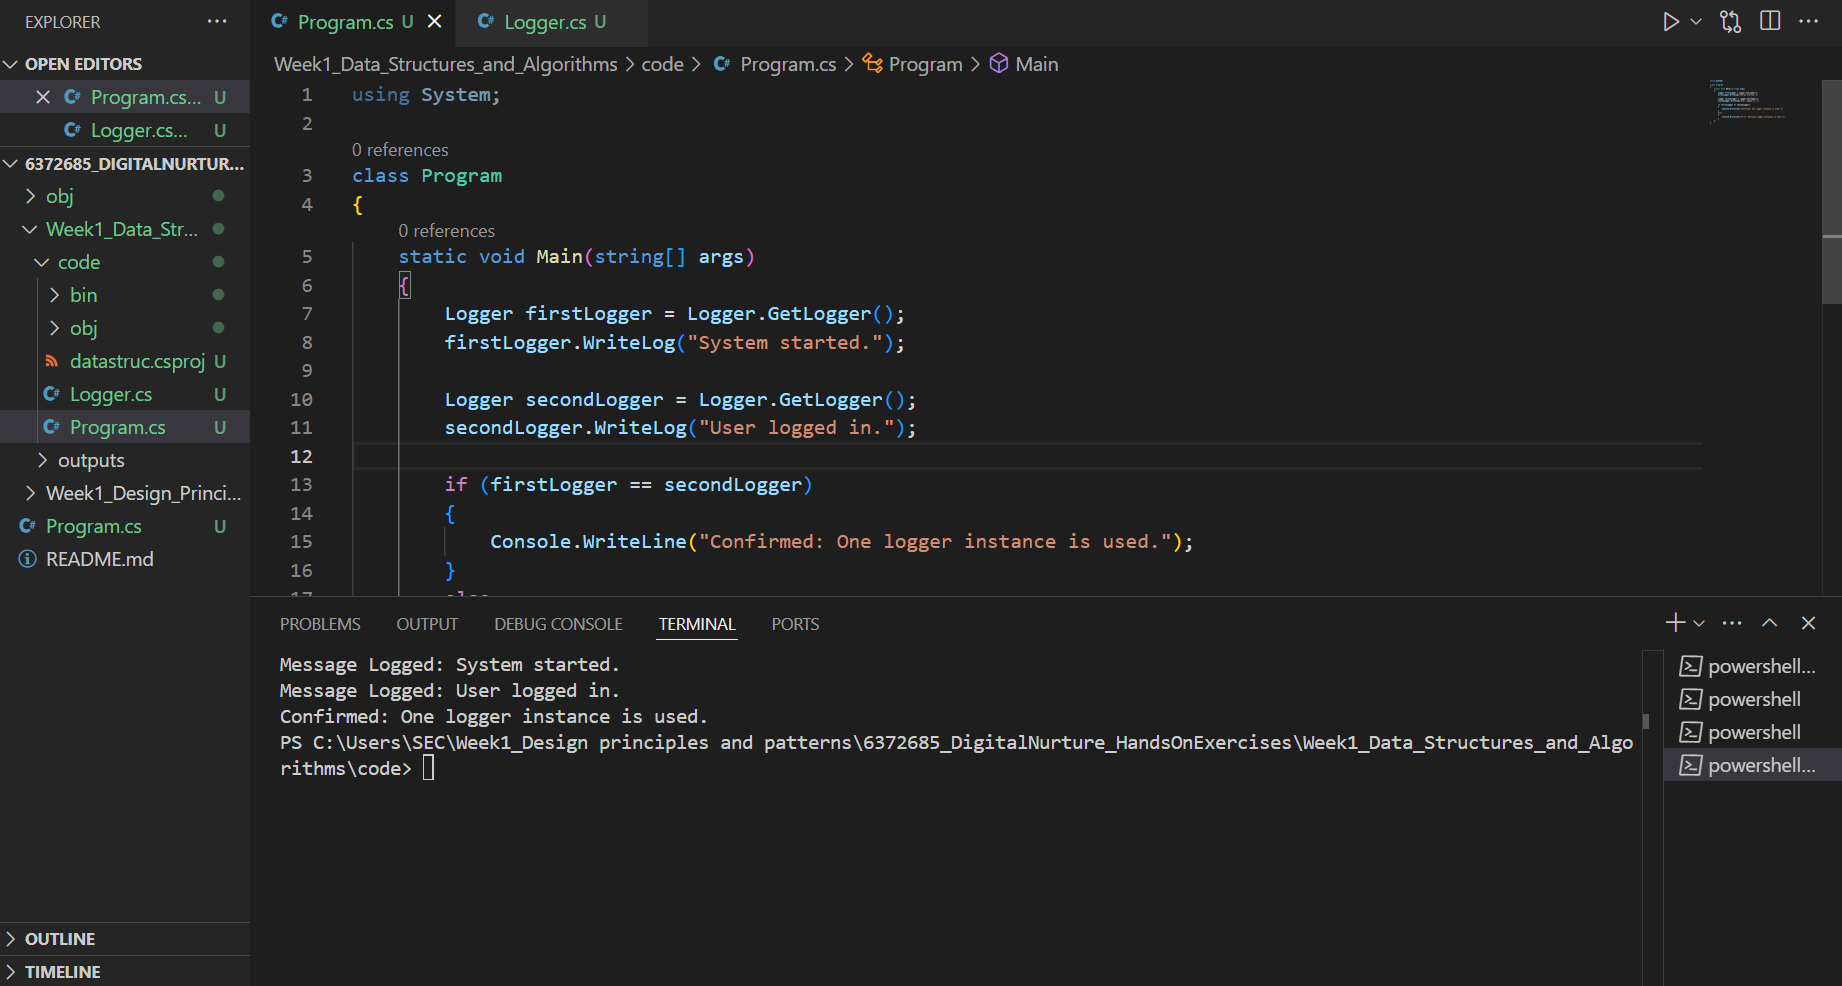 EXPLORER
OPEN EDITORS
Program.cs... U
Logger.cs... U
6372685_DIGITALNURTUR...
obj
Week1_Data_Str...
code
bin
obj
datastruc.csproj U
Logger.cs U
Program.cs U
outputs
Week1_Design_Princi...
Program.cs U
README.md
OUTLINE
TIMELINE
Program.cs U
Logger.cs U
Week1_Data_Structures_and_Algorithms > code > Program.cs > Program > Main
1 using System;
2
0 references
3 class Program
4 {
0 references
5 static void Main(string[] args)
6 {
7 Logger firstLogger = Logger.GetLogger();
8 firstLogger.WriteLog("System started.");
9
10 Logger secondLogger = Logger.GetLogger();
11 secondLogger.WriteLog("User logged in.");
12
13 if (firstLogger == secondLogger)
14 {
15 Console.WriteLine("Confirmed: One logger instance is used.");
16 }
17 else
PROBLEMS OUTPUT DEBUG CONSOLE TERMINAL PORTS
Message Logged: System started.
Message Logged: User logged in.
Confirmed: One logger instance is used.
PS C:\Users\SEC\Week1_Design principles and patterns\6372685_DigitalNurture_HandsOnExercises\Week1_Data_Structures_and_Algo
rithms\code>
powershell...
powershell
powershell
powershell...